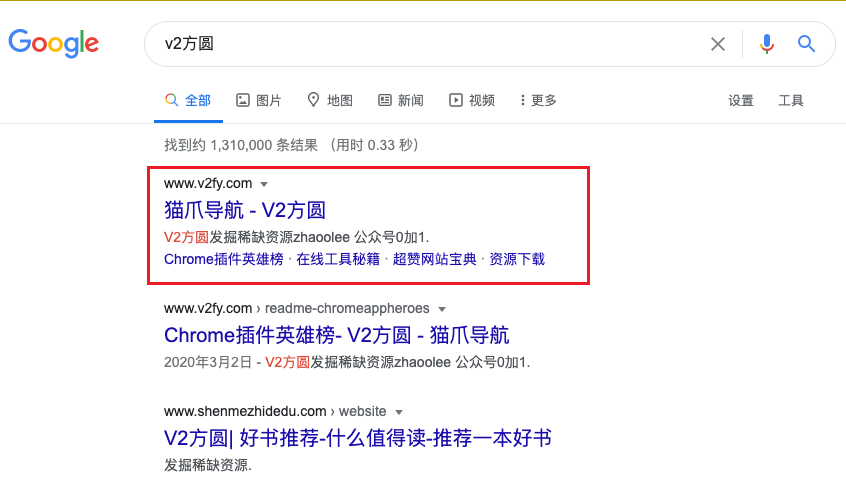 Google
v2方圆
全部 图片 地图 新闻 视频 更多 设置 工具
找到约 1,310,000 条结果 （用时 0.33 秒）
www.v2fy.com
猫爪导航 - V2方圆
V2方圆发掘稀缺资源zhaoolee 公众号0加1.
Chrome插件英雄榜 · 在线工具秘籍 · 超赞网站宝典 · 资源下载
www.v2fy.com › readme-chromeappheroes
Chrome插件英雄榜- V2方圆 - 猫爪导航
2020年3月2日 - V2方圆发掘稀缺资源zhaoolee 公众号0加1.
www.shenmezhidedu.com › website
V2方圆| 好书推荐-什么值得读-推荐一本好书
发掘稀缺资源.